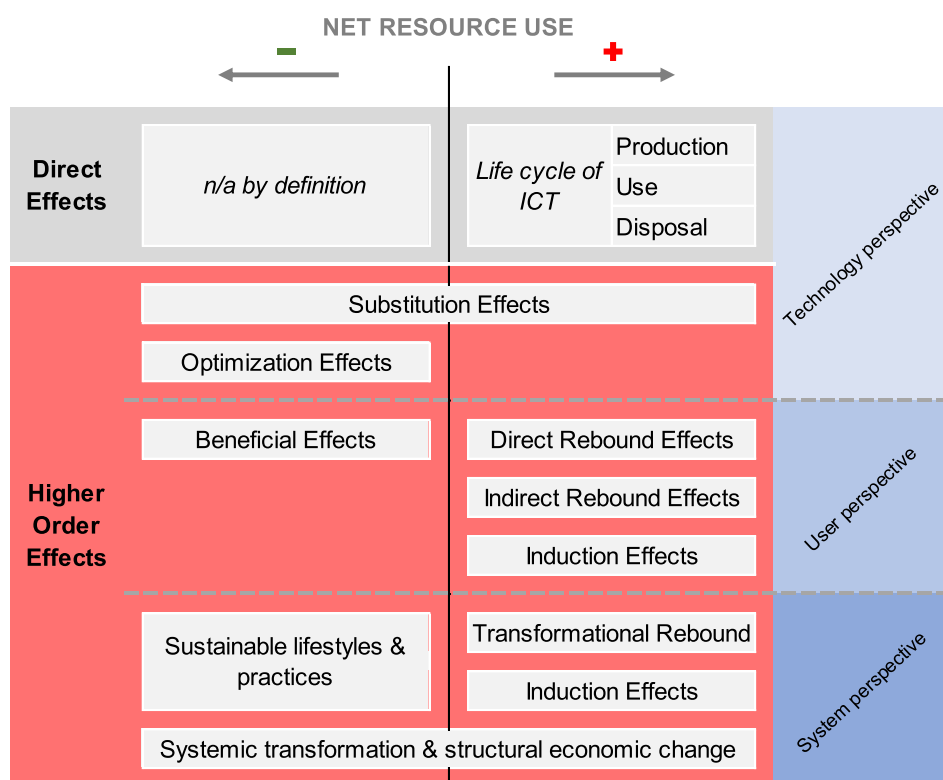 NET RESOURCE USE
Direct
Effects
n/a by definition
Life cycle of
ICT
Production
Use
Disposal
Technology perspective
Substitution Effects
Optimization Effects
Higher
Order
Effects
Beneficial Effects
Direct Rebound Effects
Indirect Rebound Effects
Induction Effects
User perspective
Sustainable lifestyles &
practices
Transformational Rebound
Induction Effects
Systemic transformation & structural economic change
System perspective